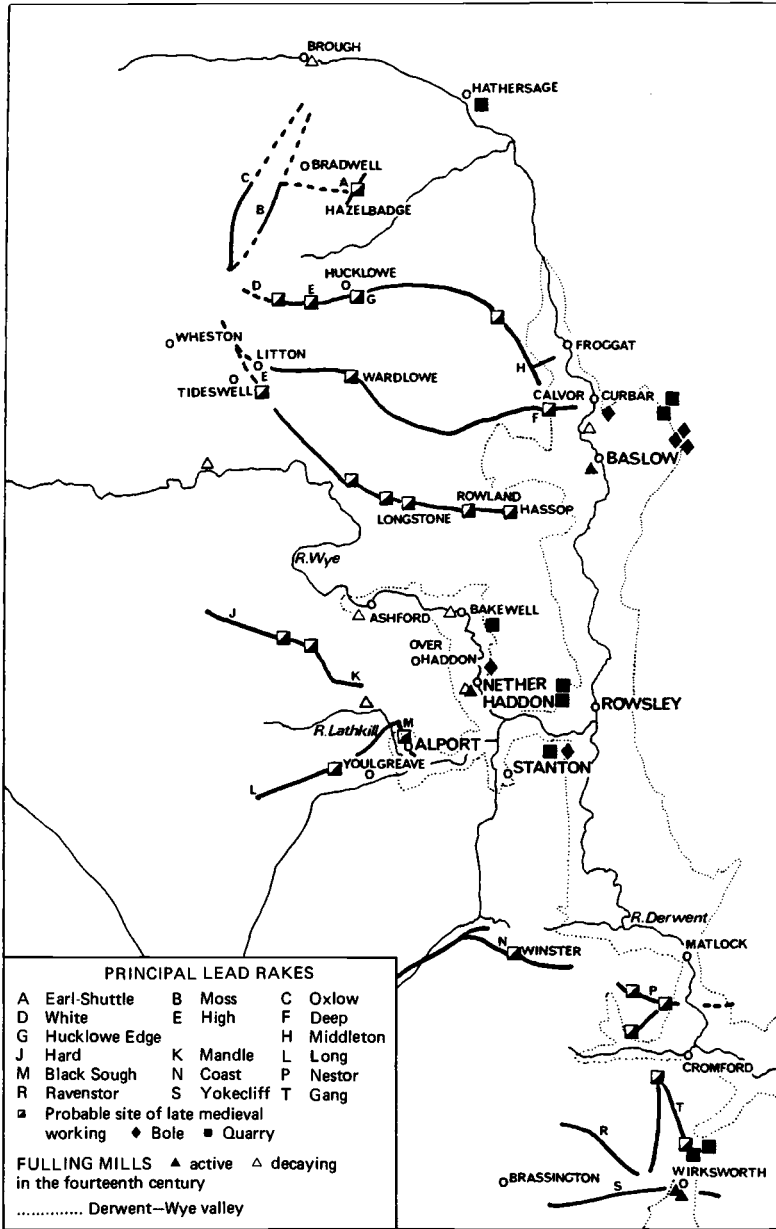 BROUGH
HATHERSAGE
BRADWELL
C
A
B
HAZELBADGE
HUCKLOWE
D
E
G
WHESTON
FROGGAT
LITTON
H
E
WARDLOWE
TIDESWELL
CALVOR
CURBAR
F
BASLOW
ROWLAND
HASSOP
LONGSTONE
R.Wye
J
ASHFORD
BAKEWELL
OVER
HADDON
K
NETHER
HADDON
ROWSLEY
R.Lathkill
M
ALPORT
YOULGREAVE
STANTON
L
R.Derwent
N
WINSTER
MATLOCK
P
CROMFORD
T
R
WIRKSWORTH
BRASSINGTON
S
PRINCIPAL LEAD RAKES
A Earl-Shuttle B Moss C Oxlow
D White E High F Deep
G Hucklowe Edge H Middleton
J Hard K Mandle L Long
M Black Sough N Coast P Nestor
R Ravenstor S Yokecliff T Gang
Probable site of late medieval
working Bole Quarry
FULLING MILLS active decaying
in the fourteenth century
Derwent—Wye valley